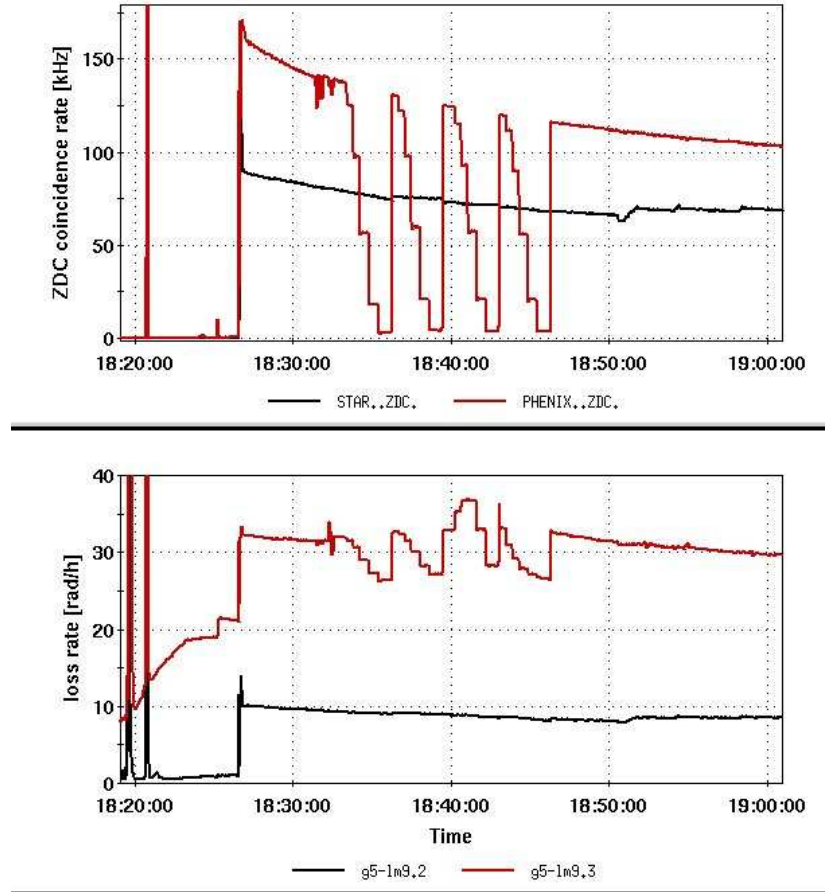 ZDC coincidence rate [kHz]
150
100
50
0
18:20:00 18:30:00 18:40:00 18:50:00 19:00:00
STAR..ZDC. PHENIX..ZDC.
loss rate [rad/h]
40
30
20
10
0
18:20:00 18:30:00 18:40:00 18:50:00 19:00:00
Time
g5-lm9.2 g5-lm9.3